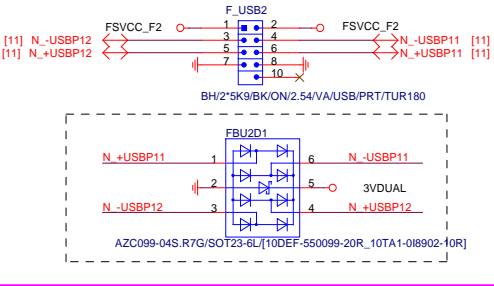 F_USB2
FSVCC_F2 1 2 FSVCC_F2
[11] N_-USBP12 3 4 N_-USBP11 [11]
[11] N_+USBP12 5 6 N_+USBP11 [11]
7 8
10
BH/2*5K9/BK/ON/2.54/VA/USB/PRT/TUR180
FBU2D1
N_+USBP11 1 6 N_-USBP11
2 5 3VDUAL
N_-USBP12 3 4 N_+USBP12
AZC099-04S.R7G/SOT23-6L/[10DEF-550099-20R_10TA1-0I8902-10R]